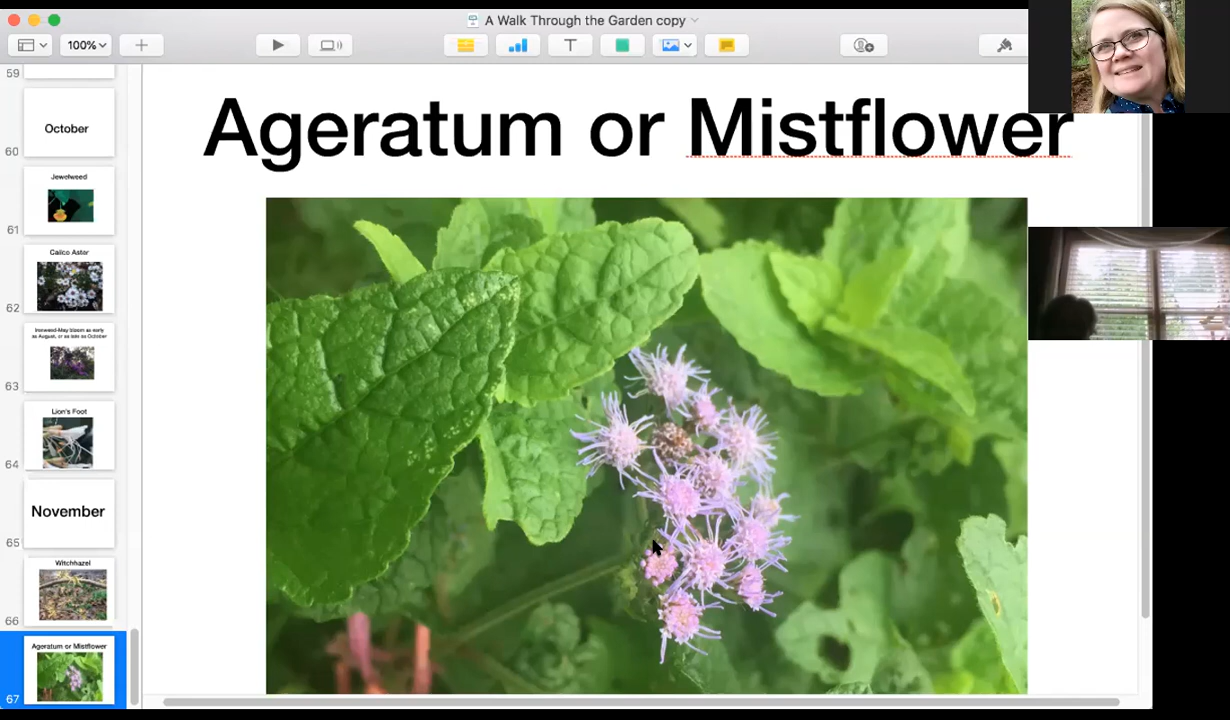 A Walk Through the Garden copy
100%
59
October
60
Jewelweed
61
Calico Aster
62
Ironweed-May bloom as early
as August, or as late as October
63
Lion's Foot
64
November
65
Witchhazel
66
Ageratum or Mistflower
67
Ageratum or Mistflower